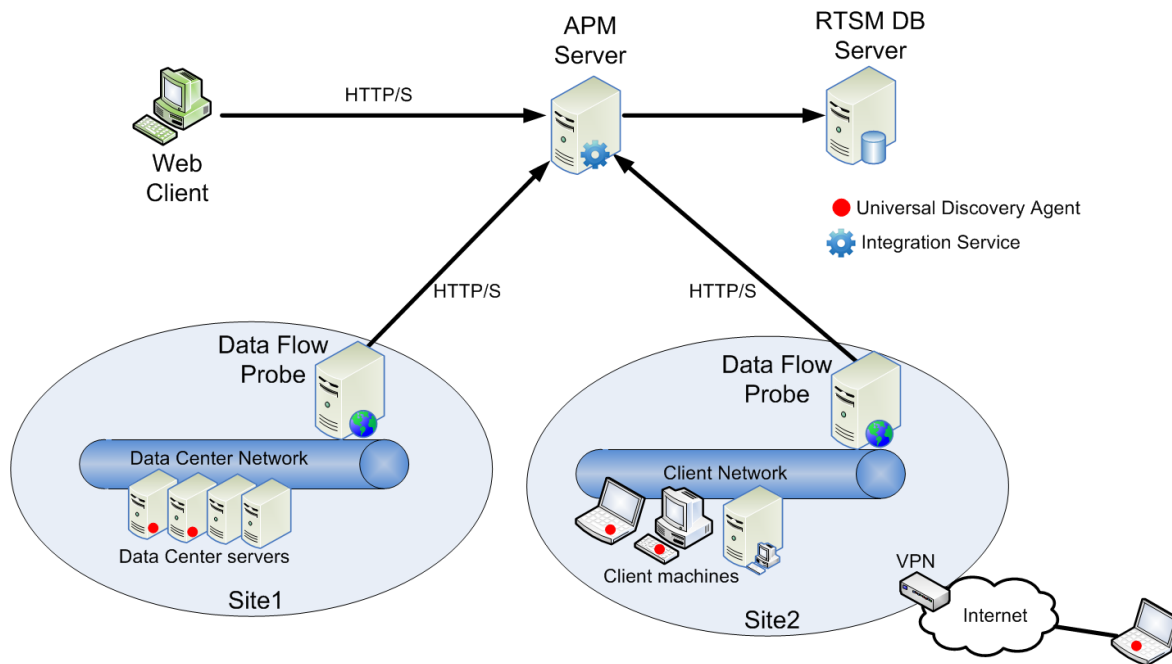 APM
Server
RTSM DB
Server
HTTP/S
Web
Client
Universal Discovery Agent
Integration Service
HTTP/S
HTTP/S
Data Flow
Probe
Data Flow
Probe
Data Center Network
Client Network
Data Center servers
Client machines
VPN
Internet
Site1
Site2